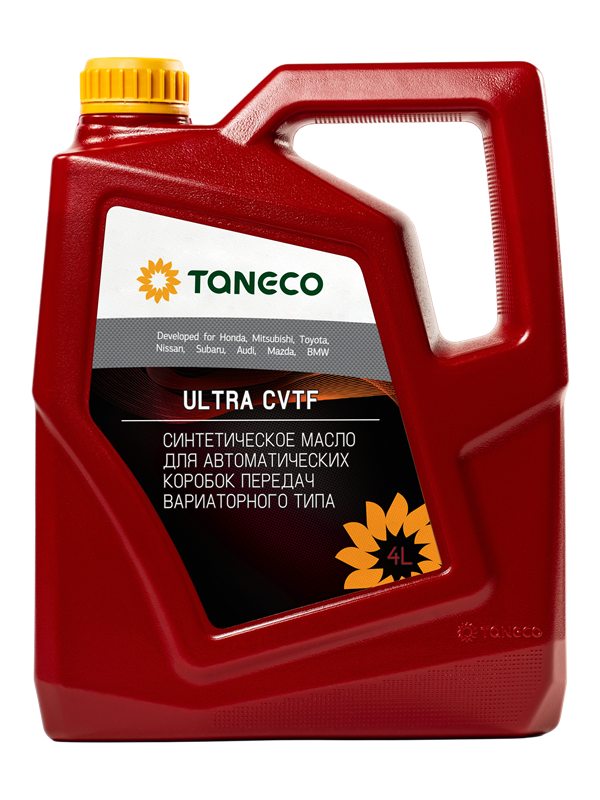 TANECO
Developed for Honda, Mitsubishi, Toyota,
Nissan, Subaru, Audi, Mazda, BMW
ULTRA CVTF
СИНТЕТИЧЕСКОЕ МАСЛО
ДЛЯ АВТОМАТИЧЕСКИХ
КОРОБОК ПЕРЕДАЧ
ВАРИАТОРНОГО ТИПА
4L
TANECO